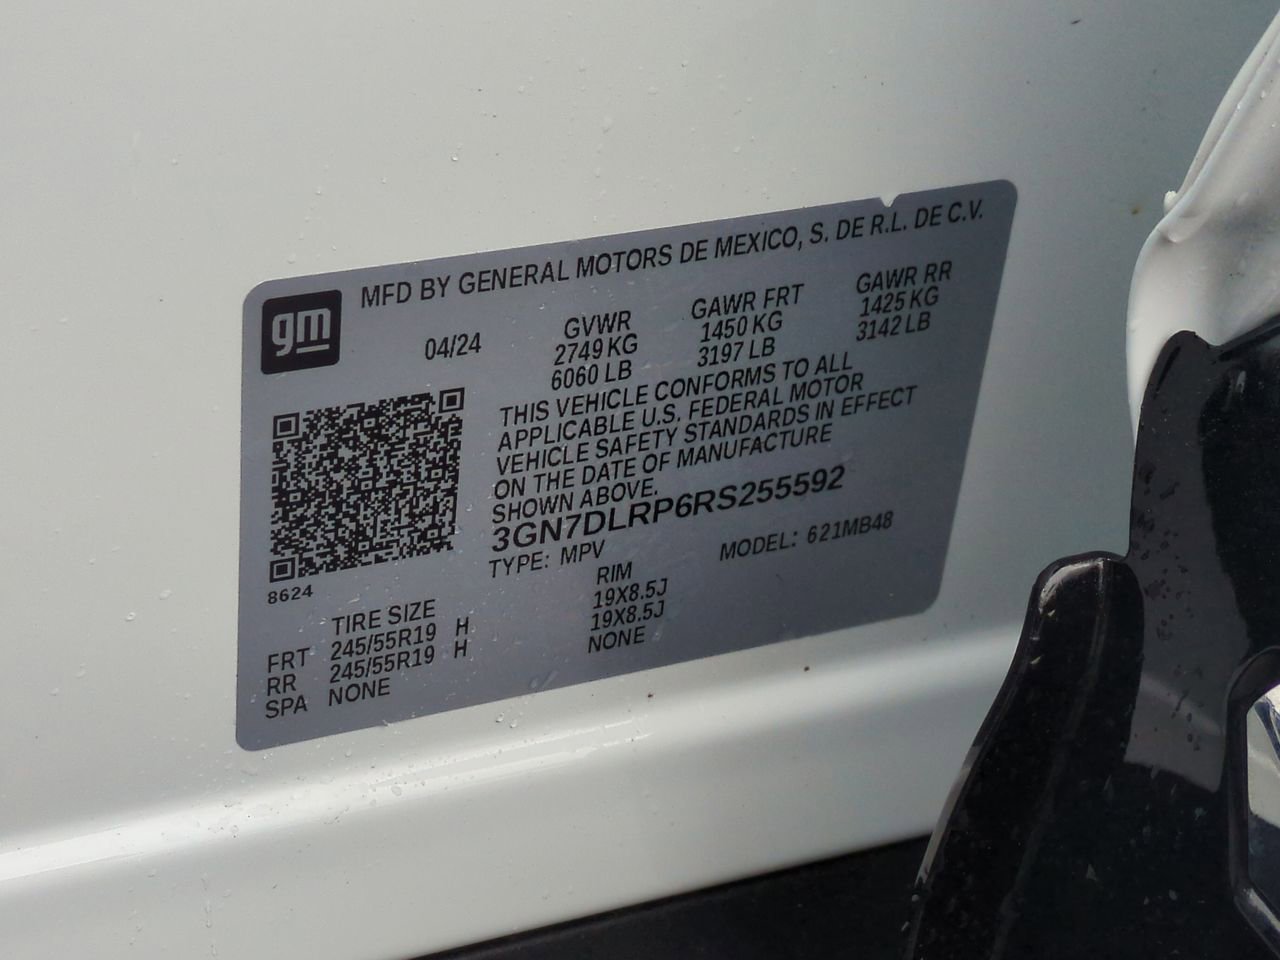 MFD BY GENERAL MOTORS DE MEXICO, S. DE R.L. DE C.V.
gm
04/24
GVWR GAWR FRT GAWR RR
2749 KG 1450 KG 1425 KG
6060 LB 3197 LB 3142 LB
THIS VEHICLE CONFORMS TO ALL
APPLICABLE U.S. FEDERAL MOTOR
VEHICLE SAFETY STANDARDS IN EFFECT
ON THE DATE OF MANUFACTURE
SHOWN ABOVE.
3GN7DLRP6RS255592
TYPE: MPV MODEL: 621MB48
8624
TIRE SIZE RIM
FRT 245/55R19 H 19X8.5J
RR 245/55R19 H 19X8.5J
SPA NONE NONE